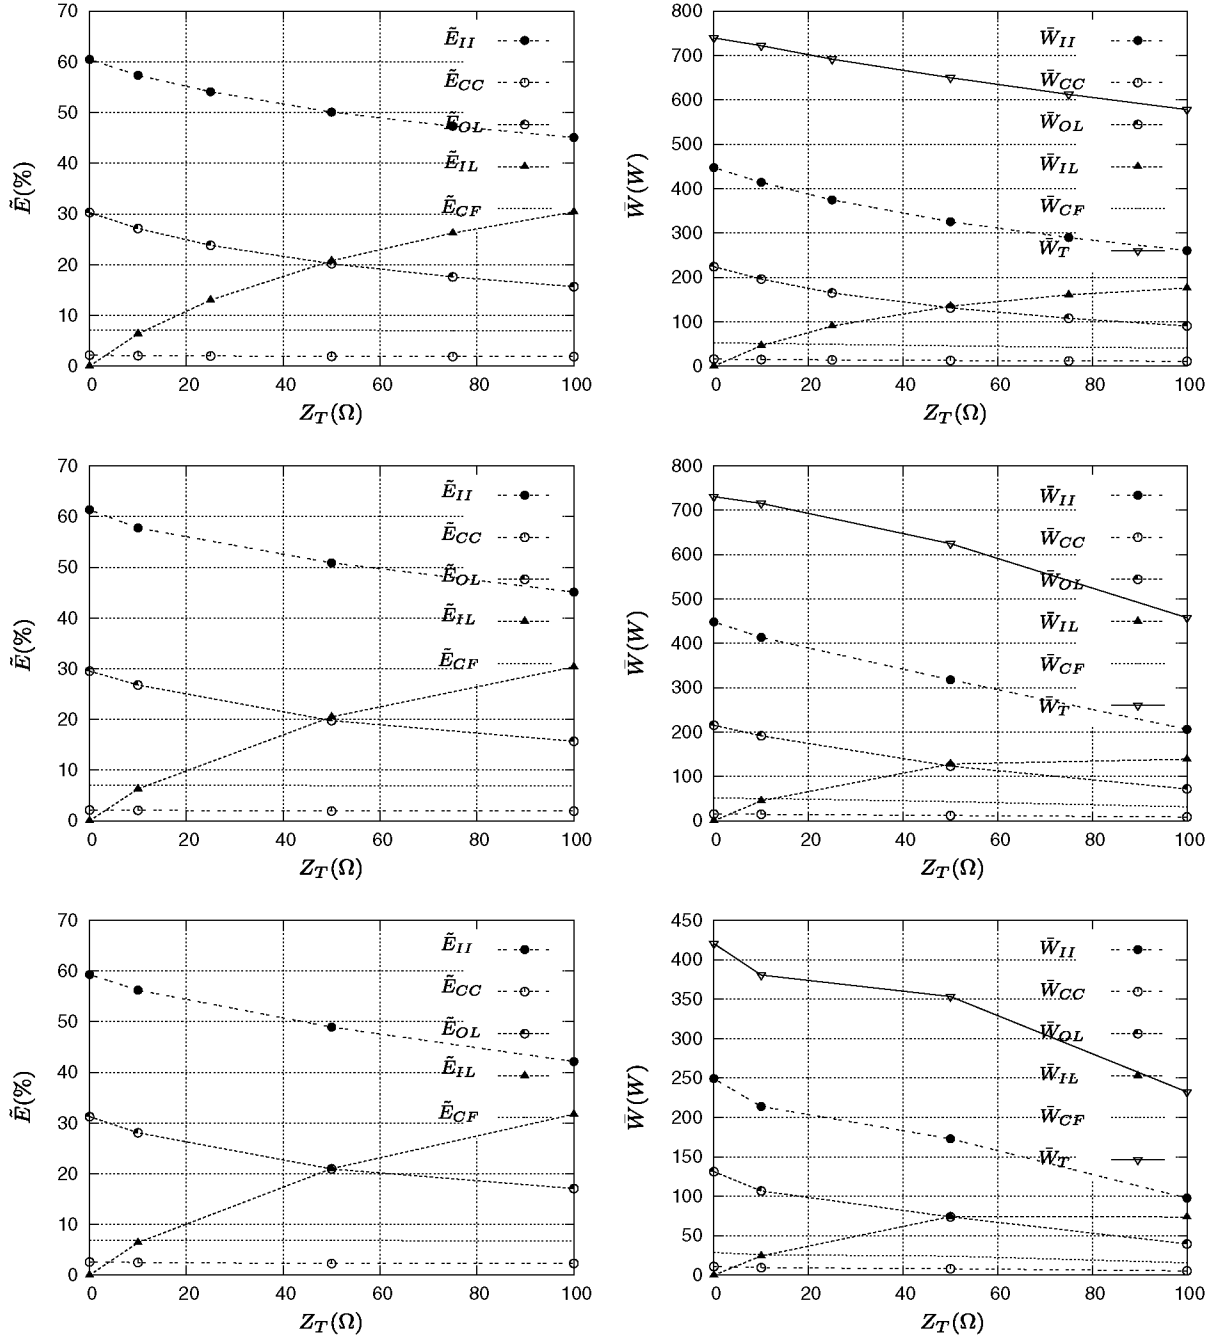 70
60
50
40
30
20
10
0
0 20 40 60 80 100
Ẽ(%)
Z_T(Ω)
Ẽ_II
Ẽ_CC
Ẽ_OL
Ẽ_IL
Ẽ_CF
800
700
600
500
400
300
200
100
0
0 20 40 60 80 100
W̄(W)
Z_T(Ω)
W̄_II
W̄_CC
W̄_OL
W̄_IL
W̄_CF
W̄_T
70
60
50
40
30
20
10
0
0 20 40 60 80 100
Ẽ(%)
Z_T(Ω)
Ẽ_II
Ẽ_CC
Ẽ_OL
Ẽ_IL
Ẽ_CF
800
700
600
500
400
300
200
100
0
0 20 40 60 80 100
W̄(W)
Z_T(Ω)
W̄_II
W̄_CC
W̄_OL
W̄_IL
W̄_CF
W̄_T
70
60
50
40
30
20
10
0
0 20 40 60 80 100
Ẽ(%)
Z_T(Ω)
Ẽ_II
Ẽ_CC
Ẽ_OL
Ẽ_IL
Ẽ_CF
450
400
350
300
250
200
150
100
50
0
0 20 40 60 80 100
W̄(W)
Z_T(Ω)
W̄_II
W̄_CC
W̄_OL
W̄_IL
W̄_CF
W̄_T